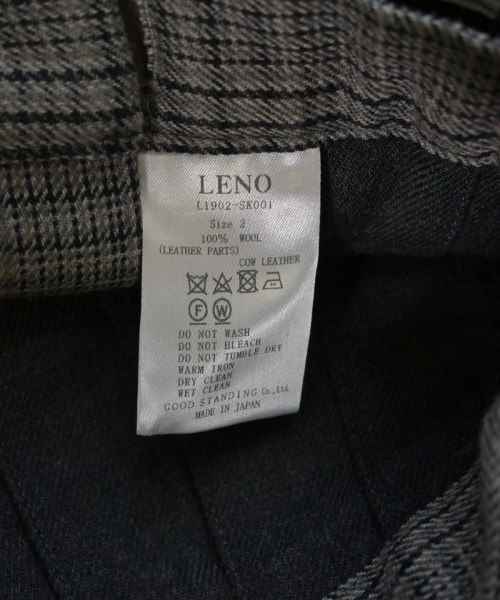 LENO
L1902-SK001
Size 2
100% WOOL
(LEATHER PARTS)
COW LEATHER
F W
DO NOT WASH
DO NOT BLEACH
DO NOT TUMBLE DRY
WARM IRON
DRY CLEAN
WET CLEAN
GOOD STANDING Co.,Ltd.
MADE IN JAPAN